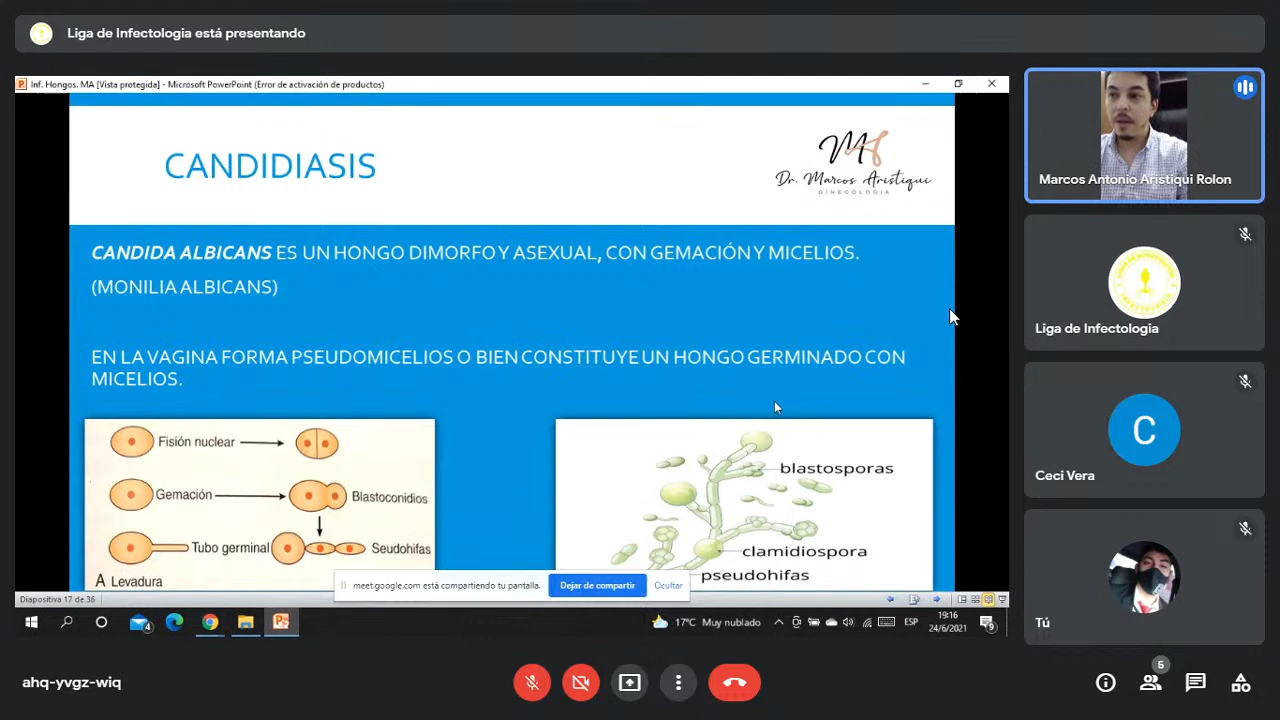 Liga de Infectologia está presentando
Inf. Hongos. MA [Vista protegida] - Microsoft PowerPoint (Error de activación de productos)
CANDIDIASIS
MA
Dr. Marcos Aristiqui
GINECOLOGIA
CANDIDA ALBICANS ES UN HONGO DIMORFO Y ASEXUAL, CON GEMACIÓN Y MICELIOS.
(MONILIA ALBICANS)
EN LA VAGINA FORMA PSEUDOMICELIOS O BIEN CONSTITUYE UN HONGO GERMINADO CON
MICELIOS.
Fisión nuclear
Gemación
Blastoconidios
Tubo germinal
Seudohifas
A Levadura
blastosporas
clamidiospora
pseudohifas
meet.google.com está compartiendo tu pantalla.
Dejar de compartir
Ocultar
Diapositiva 17 de 36
4
17°C Muy nublado
ESP
19:16
24/6/2021
9
Marcos Antonio Aristiqui Rolon
Liga de Infectologia
C
Ceci Vera
Tú
ahq-yvgz-wiq
5